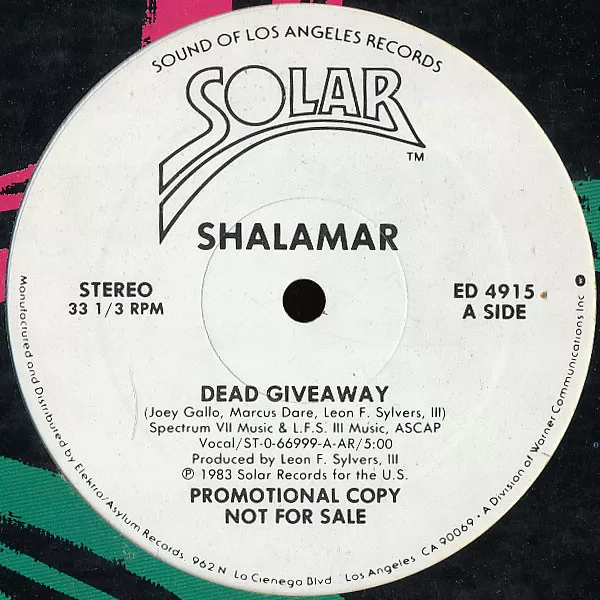 SOUND OF LOS ANGELES RECORDS
SOLAR
TM
SHALAMAR
STEREO
33 1/3 RPM
ED 4915
A SIDE
DEAD GIVEAWAY
(Joey Gallo, Marcus Dare, Leon F. Sylvers, III)
Spectrum VII Music & L.F.S. III Music, ASCAP
Vocal/ST-0-66999-A-AR/5:00
Produced by Leon F. Sylvers, III
℗ 1983 Solar Records for the U.S.
PROMOTIONAL COPY
NOT FOR SALE
Manufactured and Distributed by Elektra/Asylum Records 962 N La Cienega Blvd Los Angeles CA 90069 • A Division of Warner Communications Inc